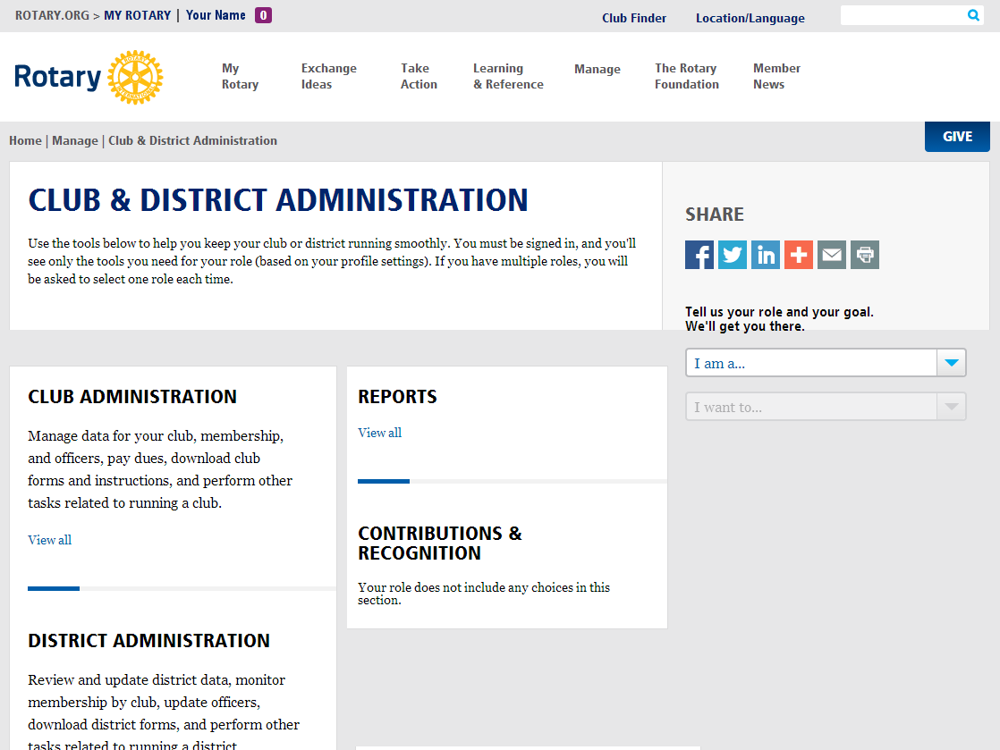 ROTARY.ORG > MY ROTARY | Your Name 0
Club Finder
Location/Language
Rotary
ROTARY
INTERNATIONAL
My
Rotary
Exchange
Ideas
Take
Action
Learning
& Reference
Manage
The Rotary
Foundation
Member
News
Home | Manage | Club & District Administration
GIVE
CLUB & DISTRICT ADMINISTRATION
Use the tools below to help you keep your club or district running smoothly. You must be signed in, and you'll
see only the tools you need for your role (based on your profile settings). If you have multiple roles, you will
be asked to select one role each time.
SHARE
Tell us your role and your goal.
We'll get you there.
I am a...
I want to...
CLUB ADMINISTRATION
Manage data for your club, membership,
and officers, pay dues, download club
forms and instructions, and perform other
tasks related to running a club.
View all
DISTRICT ADMINISTRATION
Review and update district data, monitor
membership by club, update officers,
download district forms, and perform other
tasks related to running a district
REPORTS
View all
CONTRIBUTIONS &
RECOGNITION
Your role does not include any choices in this
section.